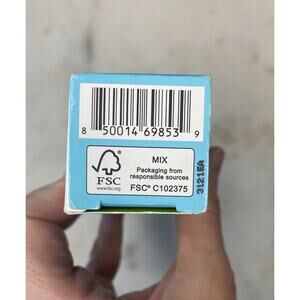 8 50014 69853 9
MIX
Packaging from
responsible sources
FSC® C102375
FSC
www.fsc.org
3121EA